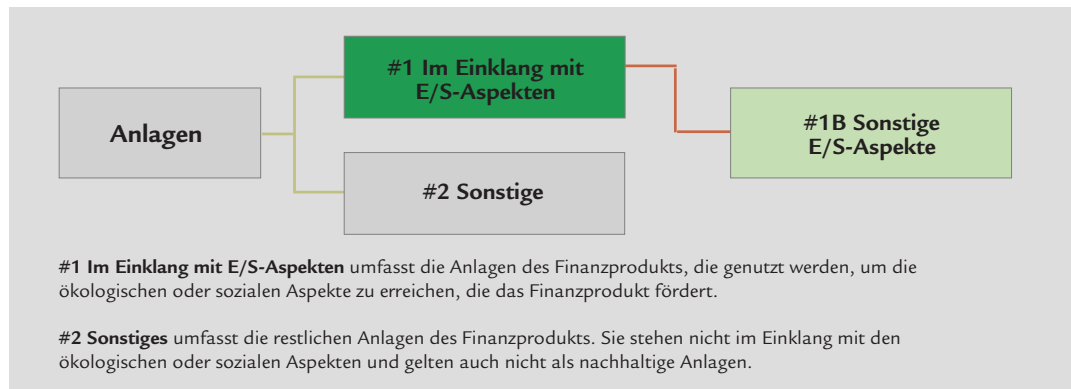 #1 Im Einklang mit
E/S-Aspekten
Anlagen
#1B Sonstige
E/S-Aspekte
#2 Sonstige
#1 Im Einklang mit E/S-Aspekten umfasst die Anlagen des Finanzprodukts, die genutzt werden, um die
ökologischen oder sozialen Aspekte zu erreichen, die das Finanzprodukt fördert.
#2 Sonstiges umfasst die restlichen Anlagen des Finanzprodukts. Sie stehen nicht im Einklang mit den
ökologischen oder sozialen Aspekten und gelten auch nicht als nachhaltige Anlagen.